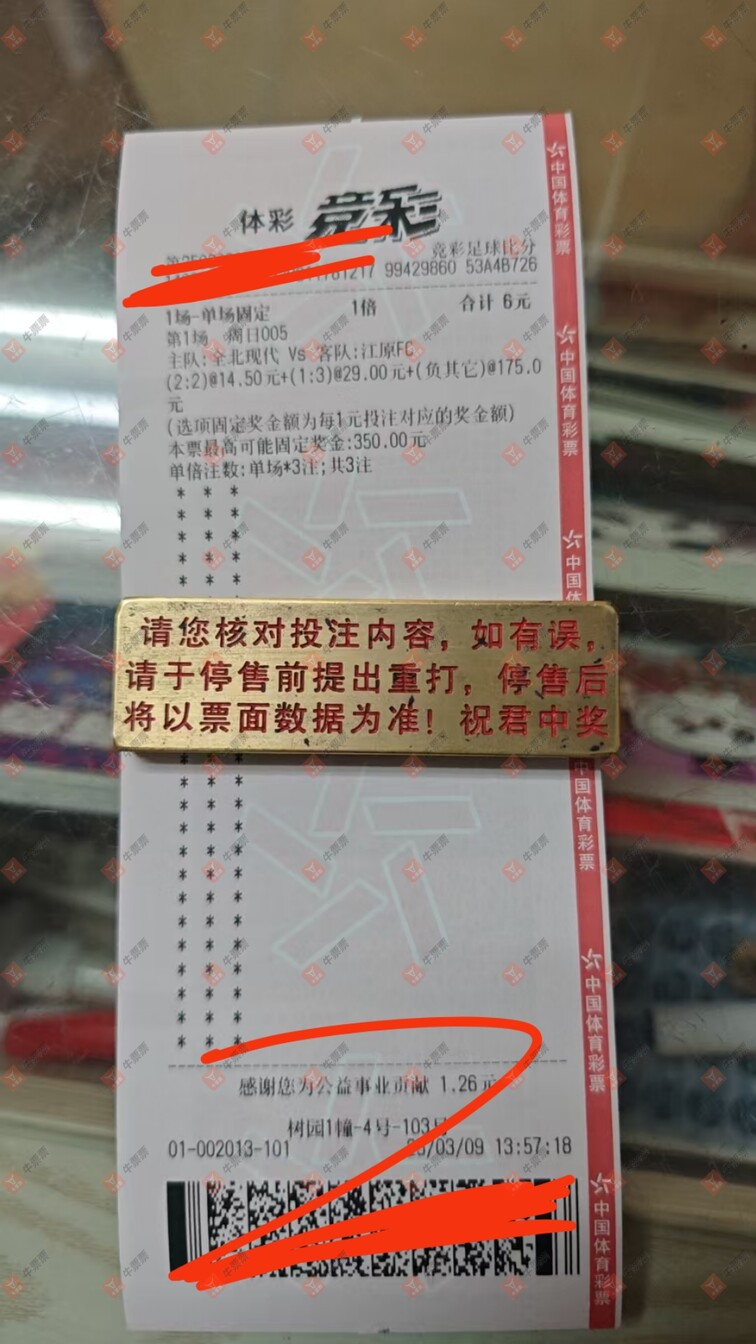 体彩 竞彩
竞彩足球比分
99429860 53A4B726
1场-单场固定 1倍 合计 6元
第1场 周日005
主队:全北现代 Vs 客队:江原FC
(2:2)@14.50元+(1:3)@29.00元+(负其它)@175.0
元
(选项固定奖金额为每1元投注对应的奖金额)
本票最高可能固定奖金:350.00元
单倍注数:单场*3注;共3注
* * *
* * *
* * *
* * *
* * *
请您核对投注内容，如有误，
请于停售前提出重打，停售后
将以票面数据为准！祝君中奖
* * *
* * *
* * *
* * *
* * *
* * *
* * *
* * *
* * *
* * *
* * *
* * *
感谢您为公益事业贡献 1.26元
树园1幢-4号-103号
01-002013-101 /03/09 13:57:18
中国体育彩票
中国体育彩票
中国体
中国体育彩票
中国体育彩票
中国体育彩票
牛票票